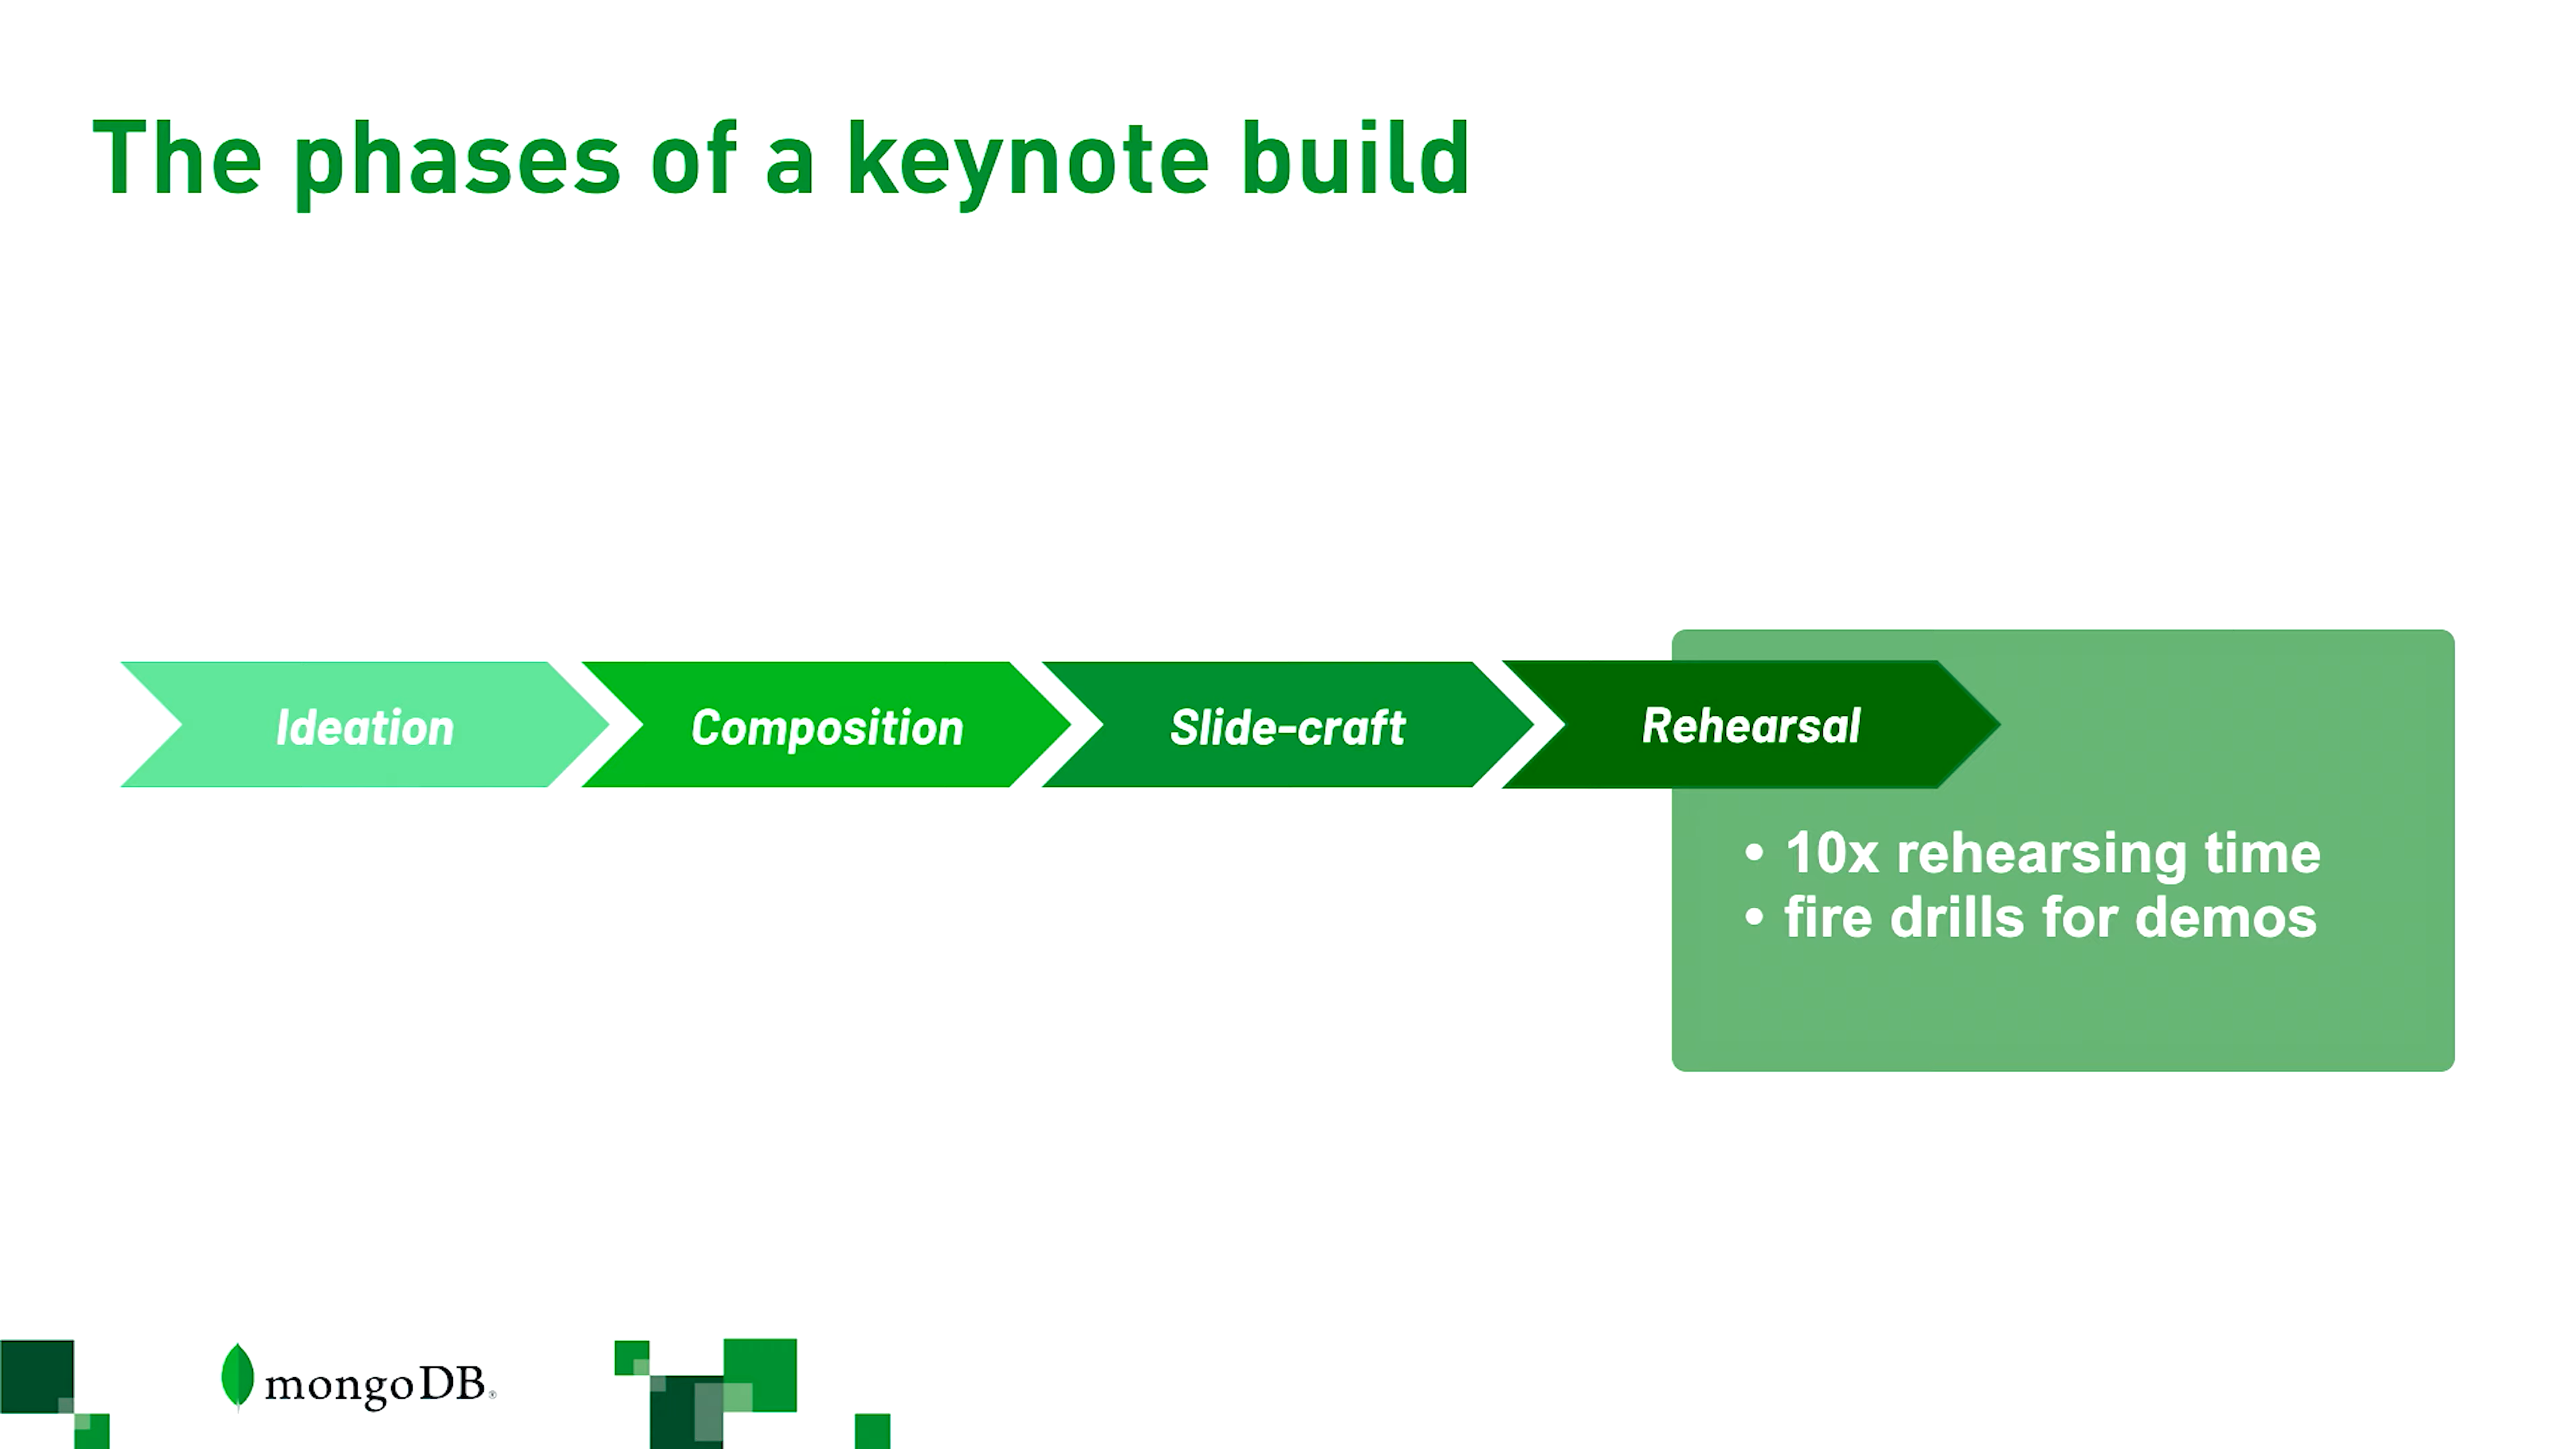 The phases of a keynote build
Ideation
Composition
Slide-craft
Rehearsal
• 10x rehearsing time
• fire drills for demos
mongoDB®